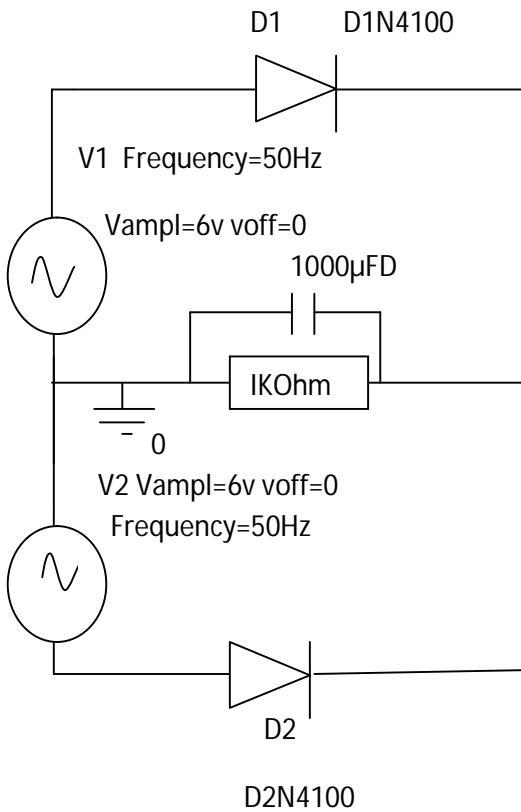 D1 D1N4100
V1 Frequency=50Hz
Vampl=6v voff=0
1000µFD
IKOhm
0
V2 Vampl=6v voff=0
Frequency=50Hz
D2
D2N4100